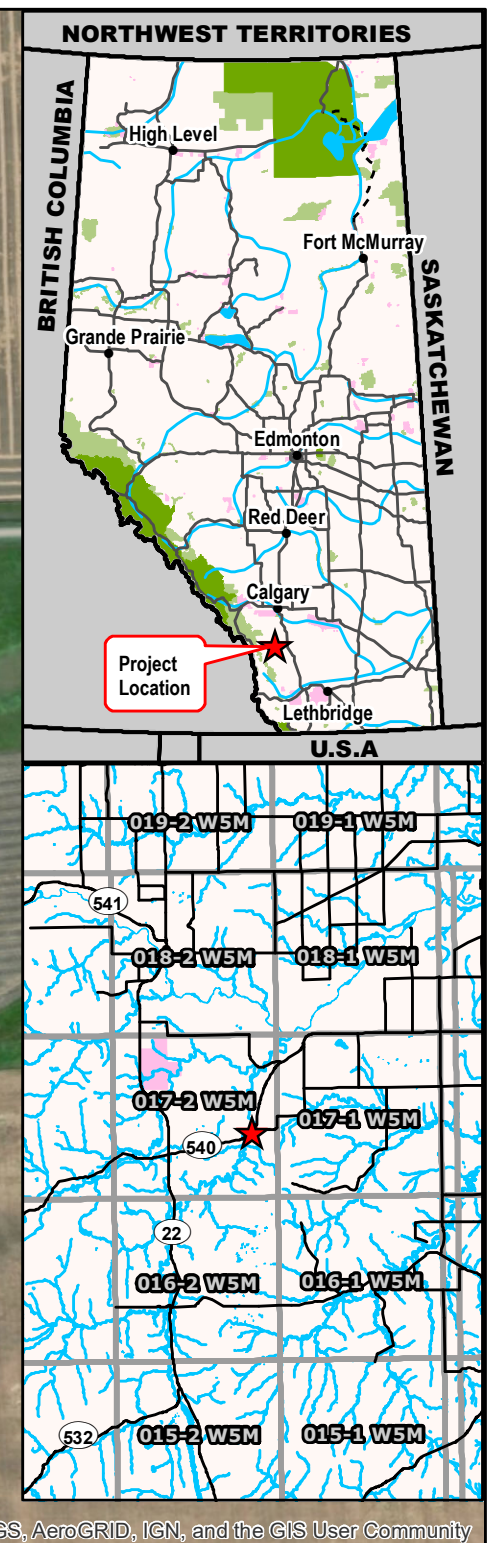 NORTHWEST TERRITORIES
BRITISH COLUMBIA
SASKATCHEWAN
High Level
Fort McMurray
Grande Prairie
Edmonton
Red Deer
Calgary
Project
Location
Lethbridge
U.S.A
019-2 W5M
019-1 W5M
541
018-2 W5M
018-1 W5M
017-2 W5M
017-1 W5M
540
22
016-2 W5M
016-1 W5M
532
015-2 W5M
015-1 W5M
GS, AeroGRID, IGN, and the GIS User Community